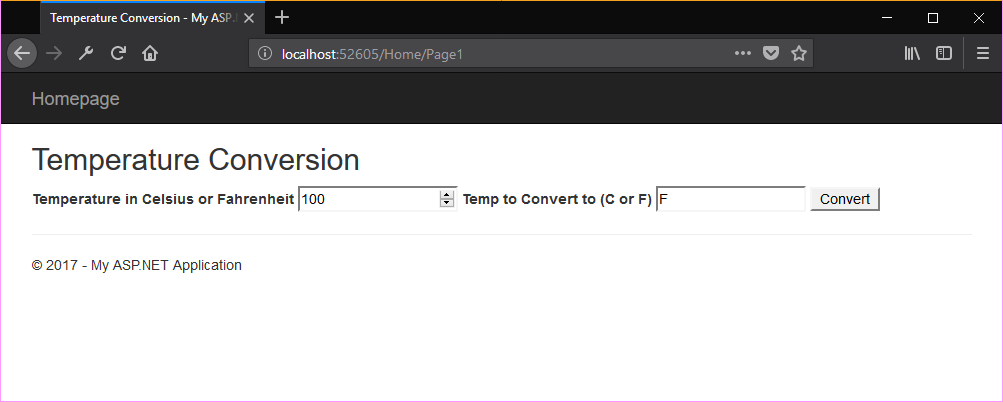 Temperature Conversion - My ASP.
localhost:52605/Home/Page1
Homepage
Temperature Conversion
Temperature in Celsius or Fahrenheit 100 Temp to Convert to (C or F) F Convert
© 2017 - My ASP.NET Application